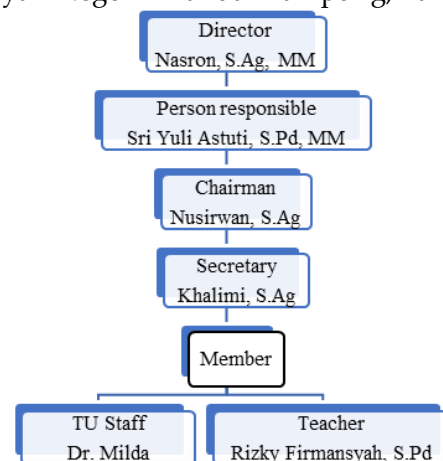 Director
Nasron, S.Ag, MM
Person responsible
Sri Yuli Astuti, S.Pd, MM
Chairman
Nusirwan, S.Ag
Secretary
Khalimi, S.Ag
Member
TU Staff
Dr. Milda
Teacher
Rizky Firmansyah, S.Pd